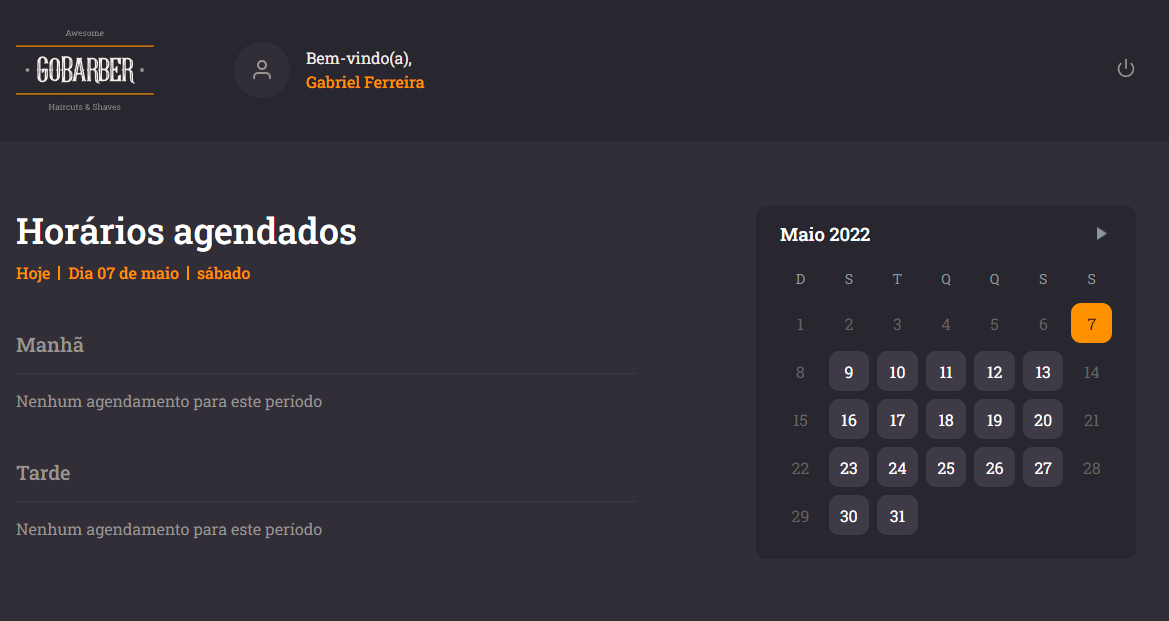 Awesome
· GOBARBER ·
Haircuts & Shaves
Bem-vindo(a),
Gabriel Ferreira
Horários agendados
Hoje | Dia 07 de maio | sábado
Manhã
Nenhum agendamento para este período
Tarde
Nenhum agendamento para este período
Maio 2022
D S T Q Q S S
1 2 3 4 5 6 7
8 9 10 11 12 13 14
15 16 17 18 19 20 21
22 23 24 25 26 27 28
29 30 31